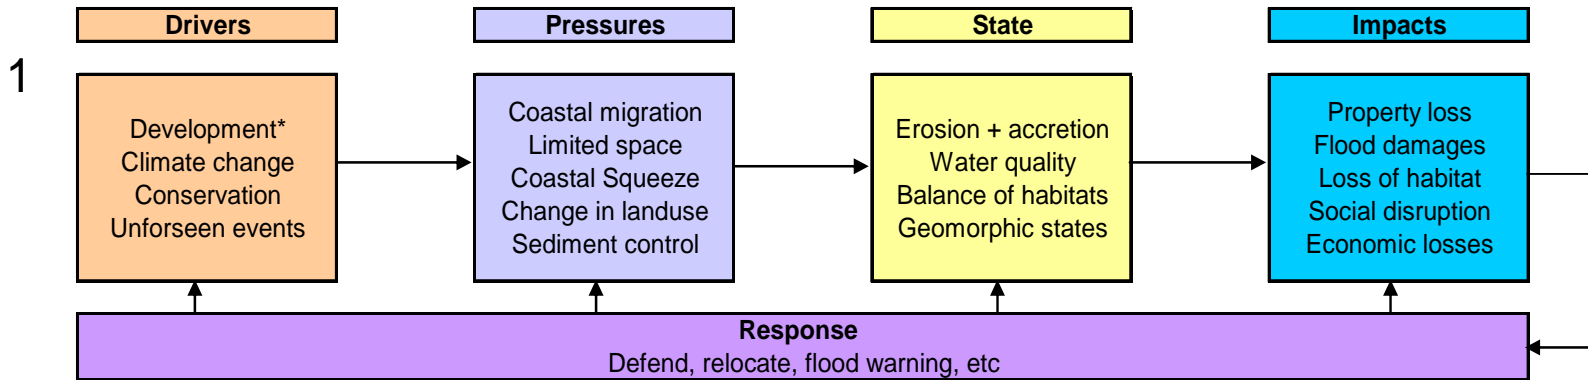 Drivers
Pressures
State
Impacts
1
Development*
Climate change
Conservation
Unforseen events
Coastal migration
Limited space
Coastal Squeeze
Change in landuse
Sediment control
Erosion + accretion
Water quality
Balance of habitats
Geomorphic states
Property loss
Flood damages
Loss of habitat
Social disruption
Economic losses
Response
Defend, relocate, flood warning, etc